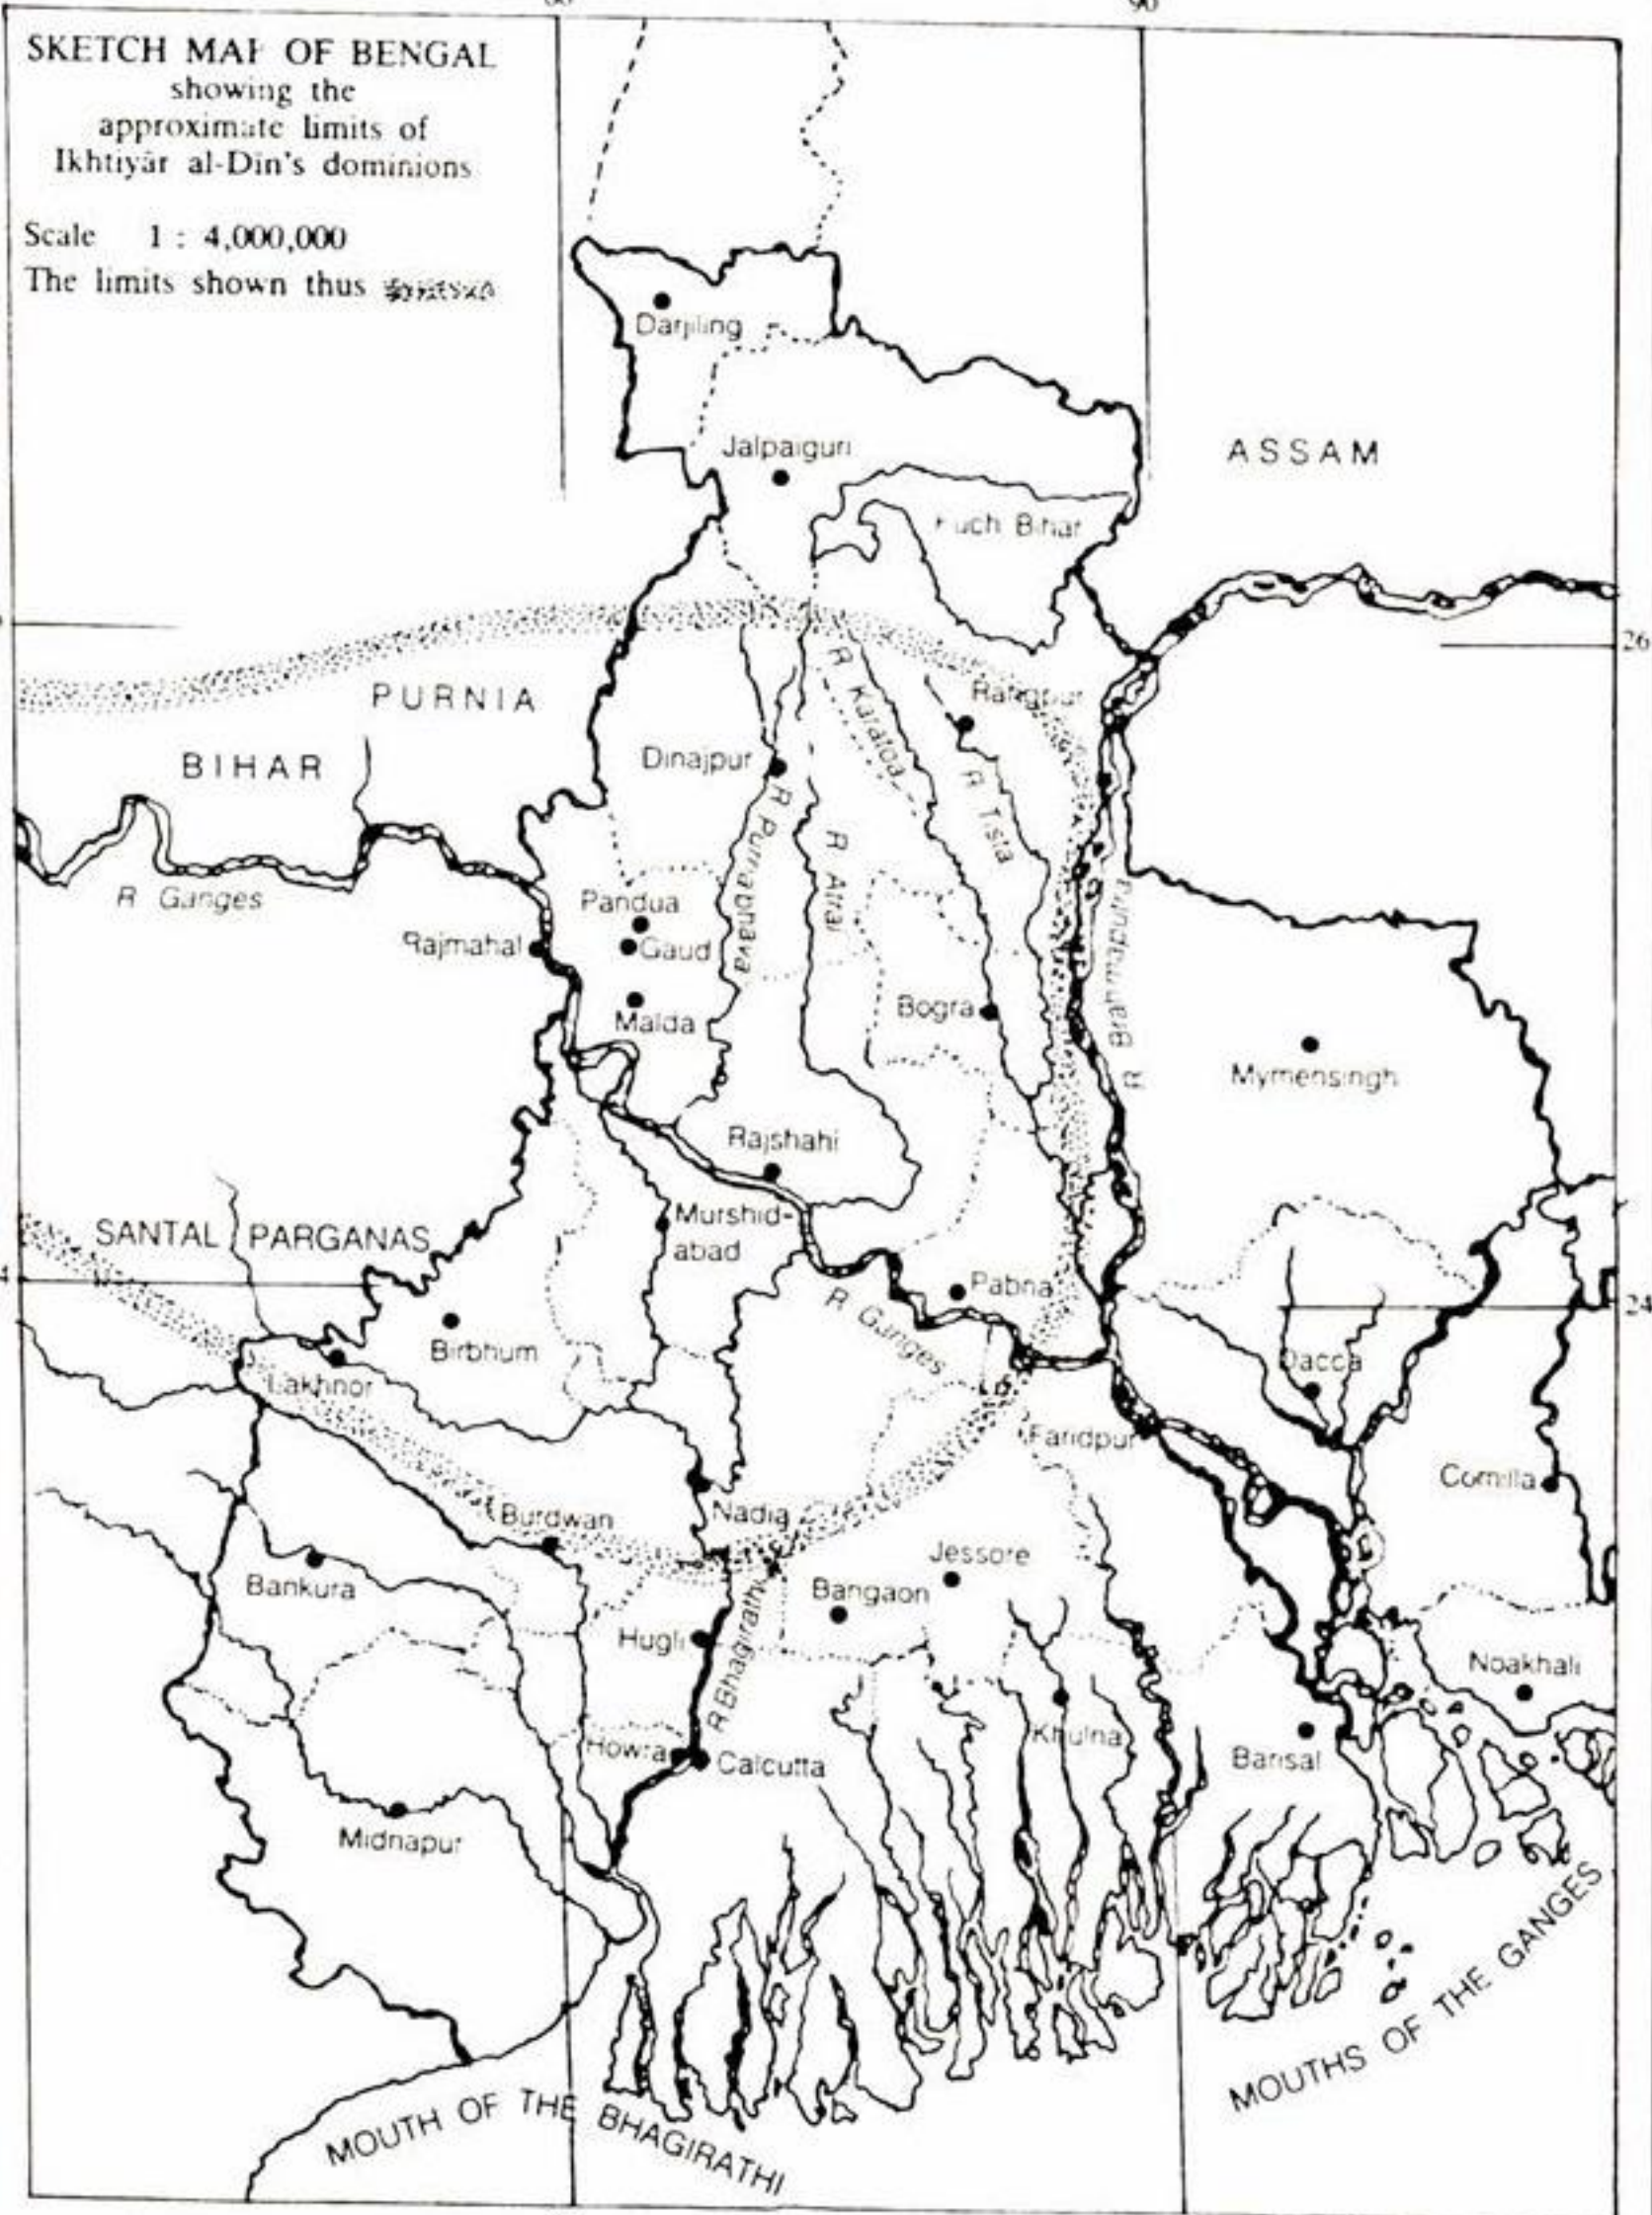 90
SKETCH MAP OF BENGAL
showing the
approximate limits of
Ikhtiyār al-Dīn's dominions
Scale 1 : 4,000,000
The limits shown thus
Darjiling
Jalpaiguri
ASSAM
Kuch Bihar
26
PURNIA
R Karatoa
Rangpur
Dinajpur
BIHAR
R Tista
R Purnabhava
R Atrai
R Ganges
Pandua
Rajmahal
Gaud
R Brahmaputra
Bogra
Malda
Mymensingh
Rajshahi
SANTAL PARGANAS
Murshid-
abad
Pabna
24
R Ganges
Birbhum
Dacca
Lakhnor
Faridpur
Comilla
Burdwan
Nadia
Jessore
Bankura
Bangaon
Hugli
R Bhagirathi
Noakhali
Khulna
Howra
Calcutta
Barisal
Midnapur
MOUTHS OF THE GANGES
MOUTH OF THE BHAGIRATHI